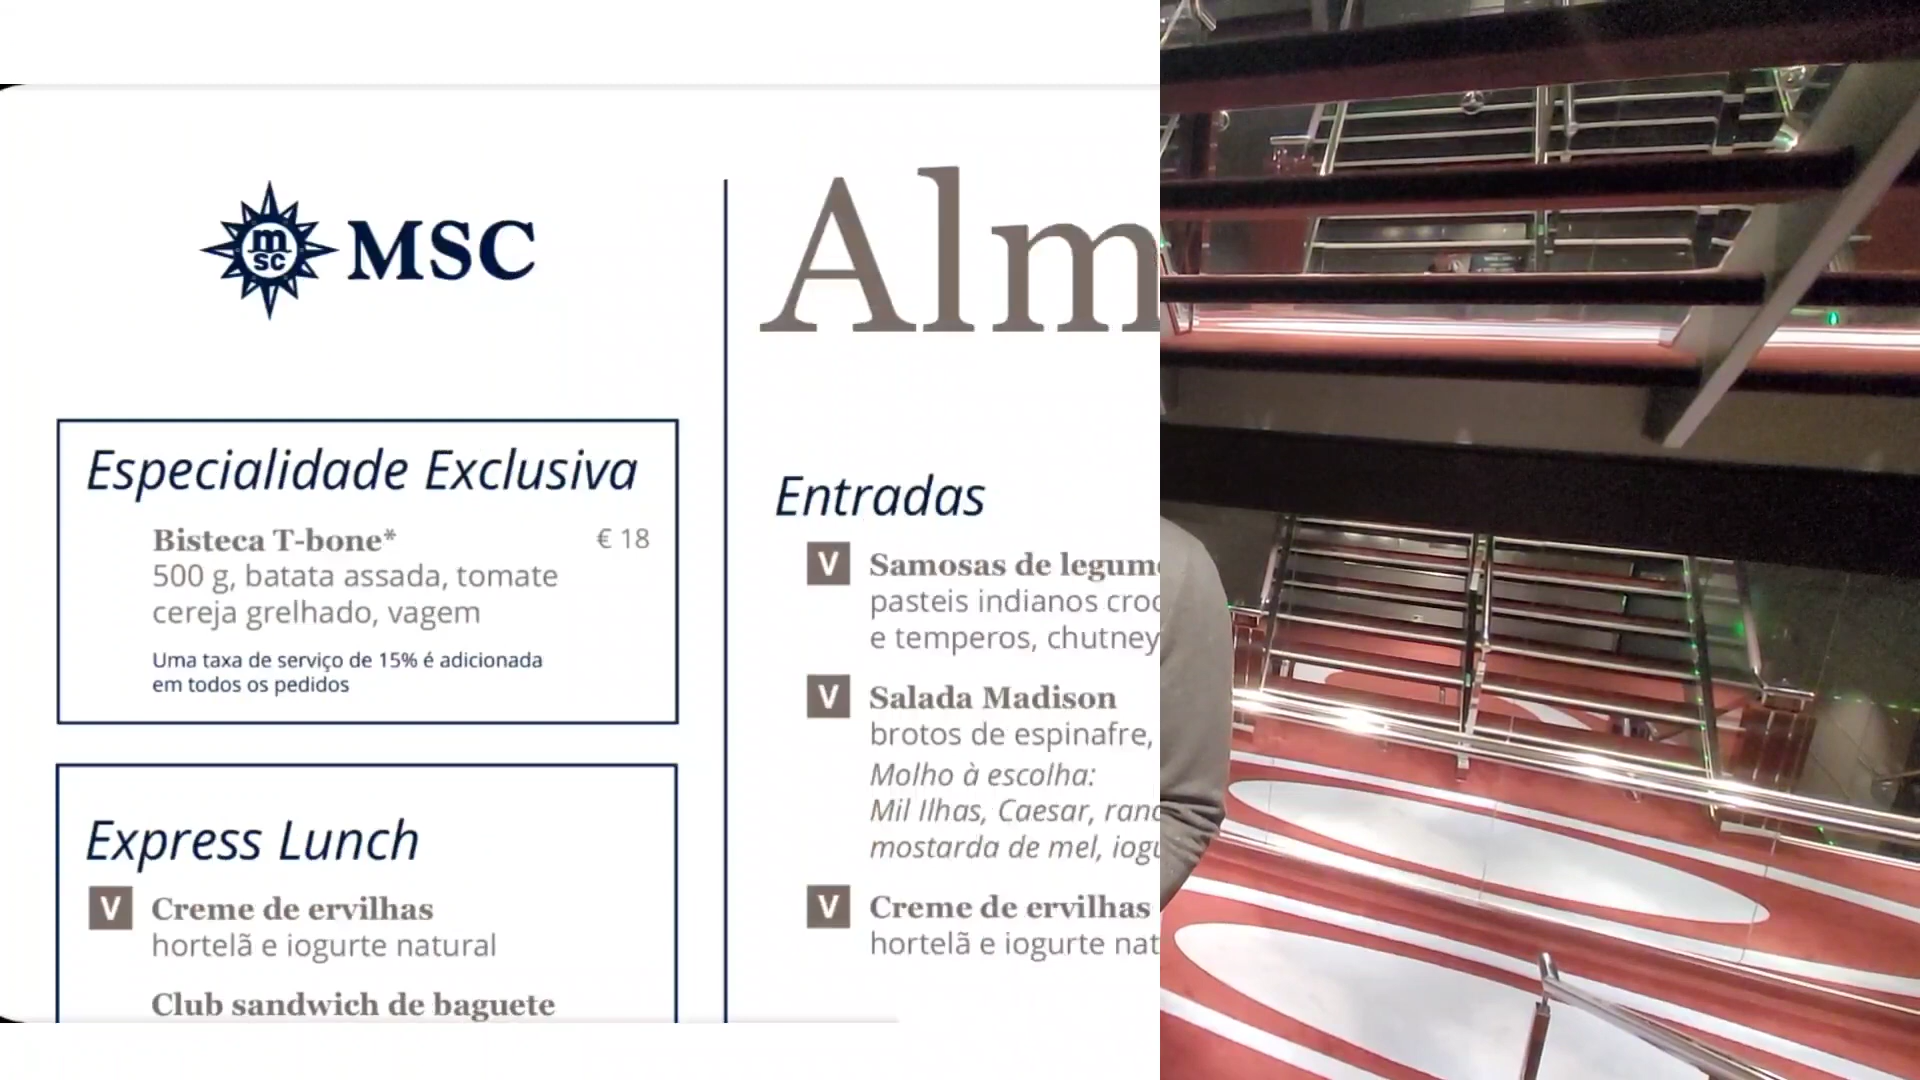 m
sc
MSC
Especialidade Exclusiva
Bisteca T-bone* € 18
500 g, batata assada, tomate
cereja grelhado, vagem
Uma taxa de serviço de 15% é adicionada
em todos os pedidos
Express Lunch
V Creme de ervilhas
hortelã e iogurte natural
Club sandwich de baguete
Alm
Entradas
V Samosas de legum
pasteis indianos croc
e temperos, chutney
V Salada Madison
brotos de espinafre,
Molho à escolha:
Mil Ilhas, Caesar, ranc
mostarda de mel, iogu
V Creme de ervilhas
hortelã e iogurte nat